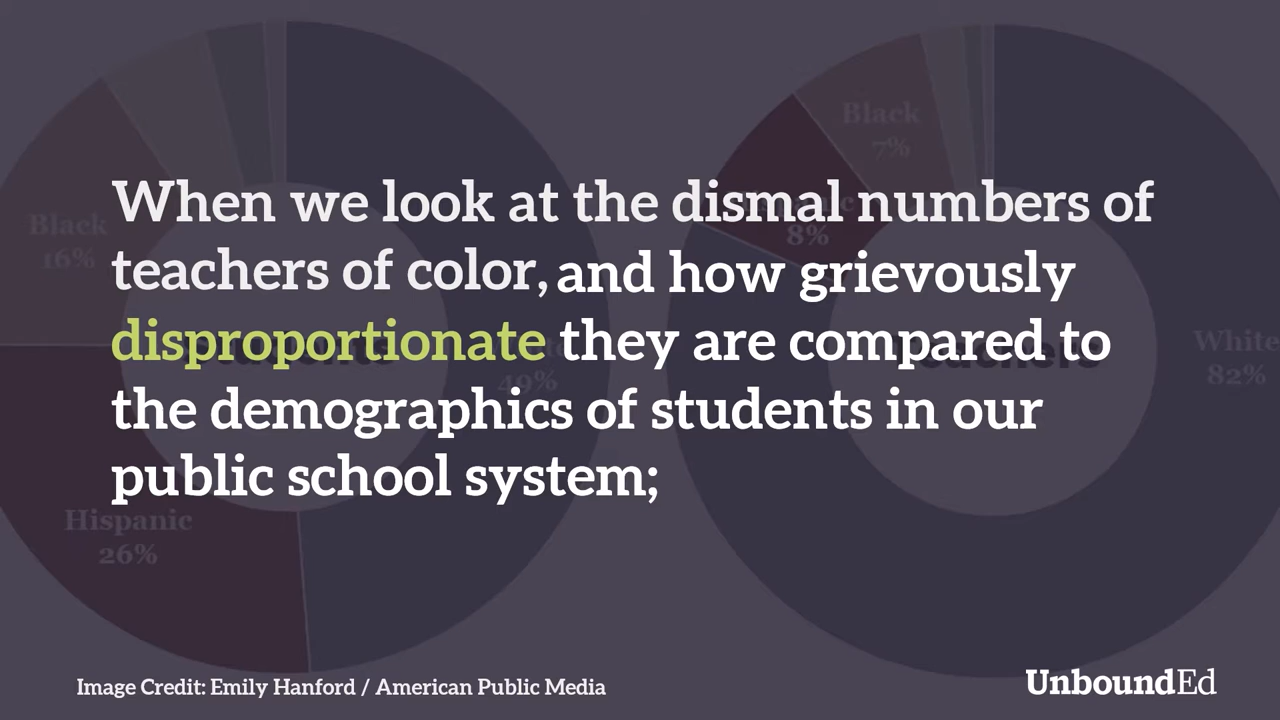 When we look at the dismal numbers of
teachers of color, and how grievously
disproportionate they are compared to
the demographics of students in our
public school system;
Black
16%
Hispanic
26%
49%
Black
7%
8%
White
82%
Image Credit: Emily Hanford / American Public Media
UnboundEd